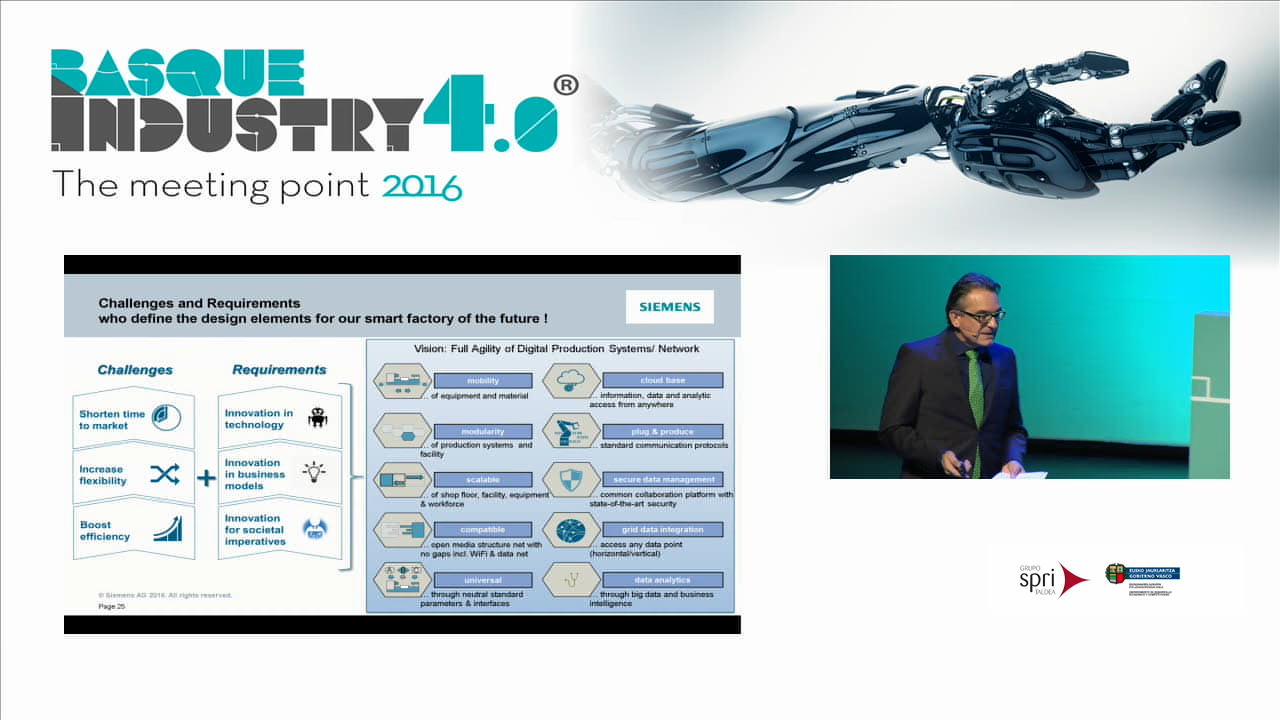 BASQUE
INDUSTRY 4.0®
The meeting point 2016
Challenges and Requirements
who define the design elements for our smart factory of the future !
SIEMENS
Challenges
Shorten time
to market
Increase
flexibility
Boost
efficiency
+
Requirements
Innovation in
technology
Innovation
in business
models
Innovation
for societal
imperatives
Vision: Full Agility of Digital Production Systems/ Network
mobility
... of equipment and material
modularity
... of production systems and
facility
scalable
... of shop floor, facility, equipment
& workforce
compatible
... open media structure net with
no gaps incl. WiFi & data net
universal
... through neutral standard
parameters & interfaces
cloud base
... information, data and analytic
access from anywhere
plug & produce
... standard communication protocols
secure data management
... common collaboration platform with
state-of-the-art security
grid data integration
... access any data point
(horizontal/vertical)
data analytics
... through big data and business
intelligence
© Siemens AG 2016. All rights reserved.
Page 25
GRUPO
spri
TALDEA
EUSKO JAURLARITZA
GOBIERNO VASCO